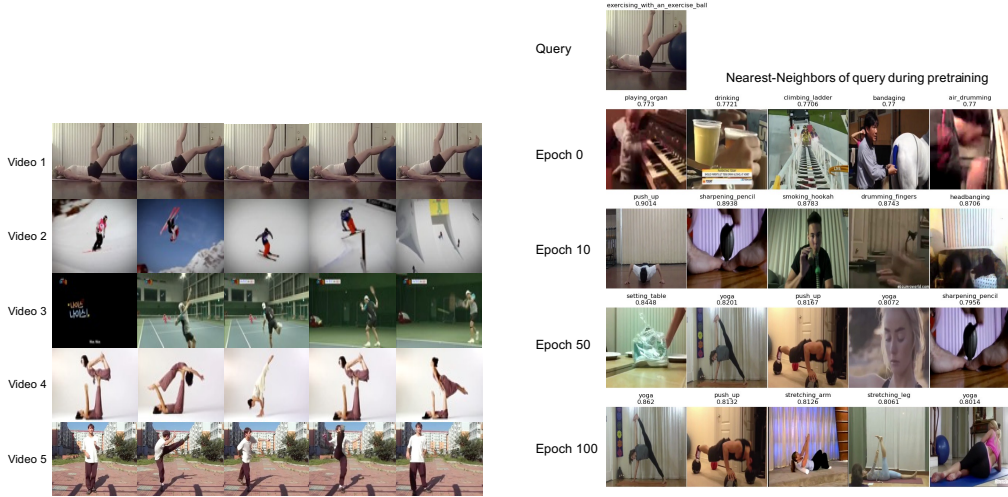 Video 1
Video 2
Video 3
Video 4
Video 5
exercising_with_an_exercise_ball
Query
Nearest-Neighbors of query during pretraining
playing_organ drinking climbing_ladder bandaging air_drumming
0.773 0.7721 0.7706 0.77 0.77
Epoch 0
push_up sharpening_pencil smoking_hookah drumming_fingers headbanging
0.9014 0.8938 0.8783 0.8743 0.8706
Epoch 10
setting_table yoga push_up yoga sharpening_pencil
0.8448 0.8201 0.8167 0.8072 0.7956
Epoch 50
yoga push_up stretching_arm stretching_leg yoga
0.862 0.8132 0.8126 0.8061 0.8014
Epoch 100